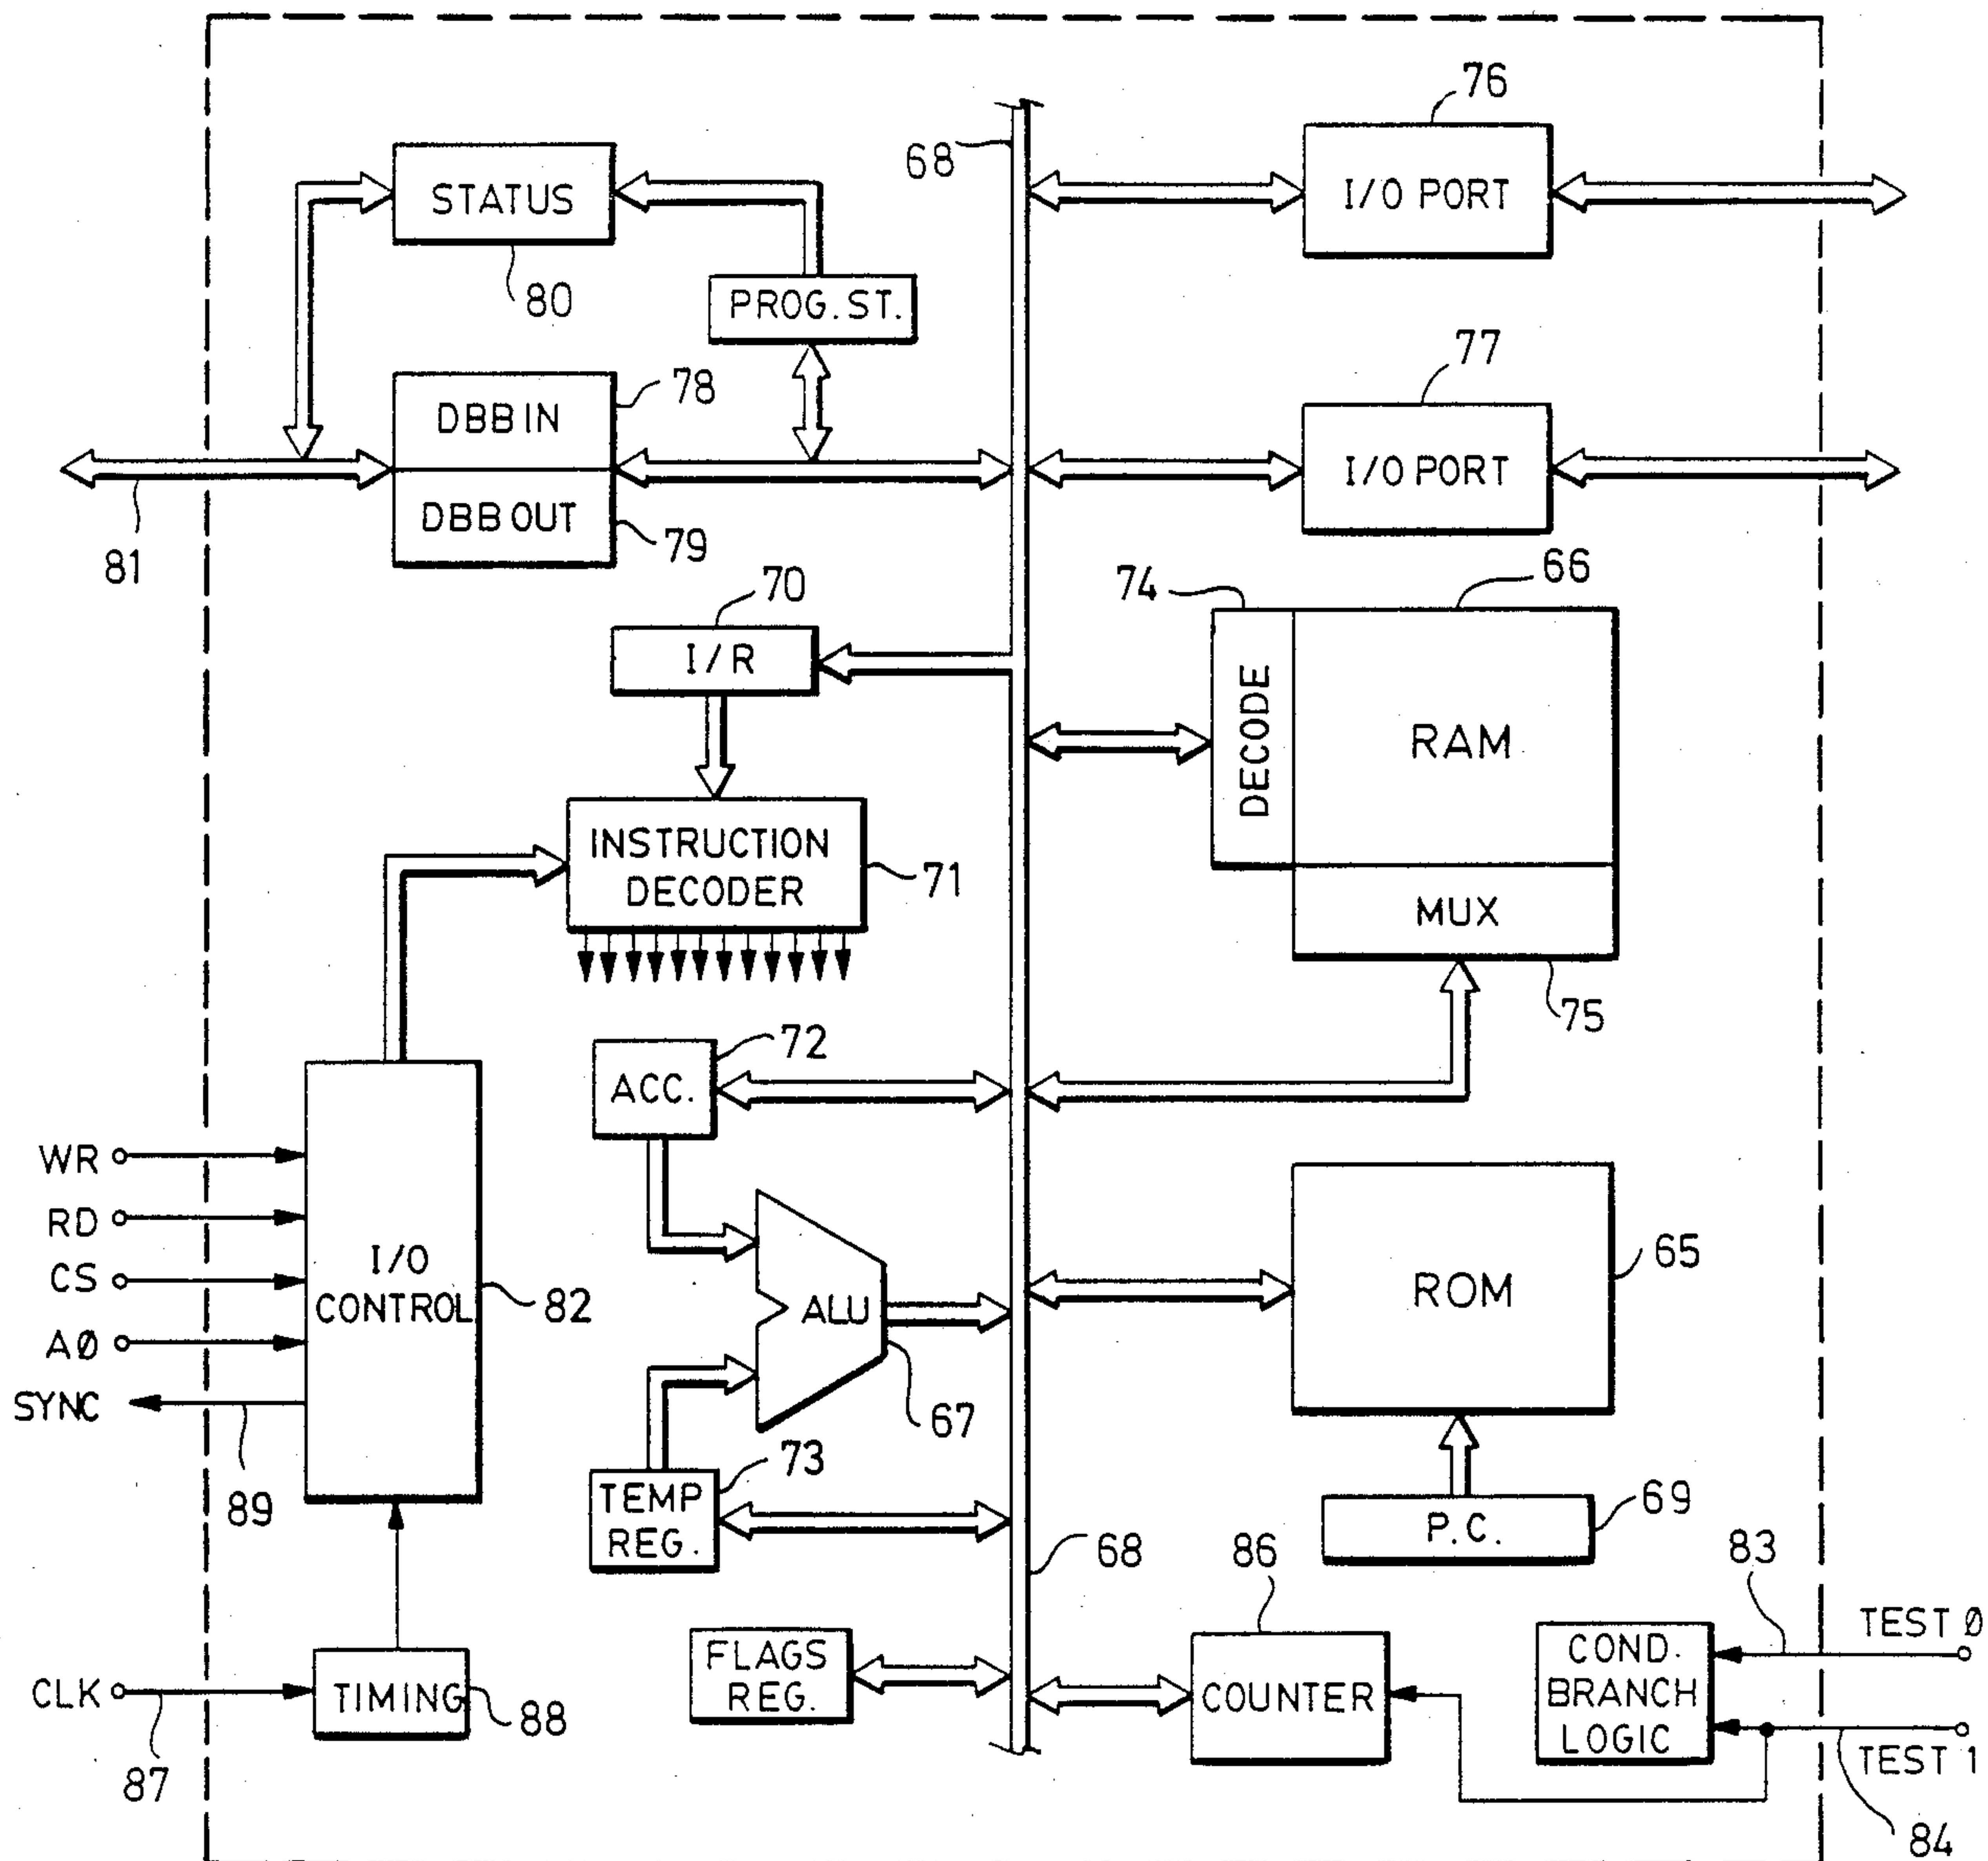 76
68
I/O PORT
STATUS
80
PROG. ST.
77
78
DBB IN
I/O PORT
DBB OUT
79
81
70
74
66
I/R
DECODE
RAM
INSTRUCTION
DECODER
71
MUX
75
72
ACC.
WR
RD
CS
AØ
SYNC
I/O
CONTROL
82
ALU
67
65
ROM
89
73
TEMP
REG.
69
P.C.
68
86
83
TEST Ø
FLAGS
REG.
COUNTER
COND.
BRANCH
LOGIC
CLK
TIMING
88
TEST 1
87
84